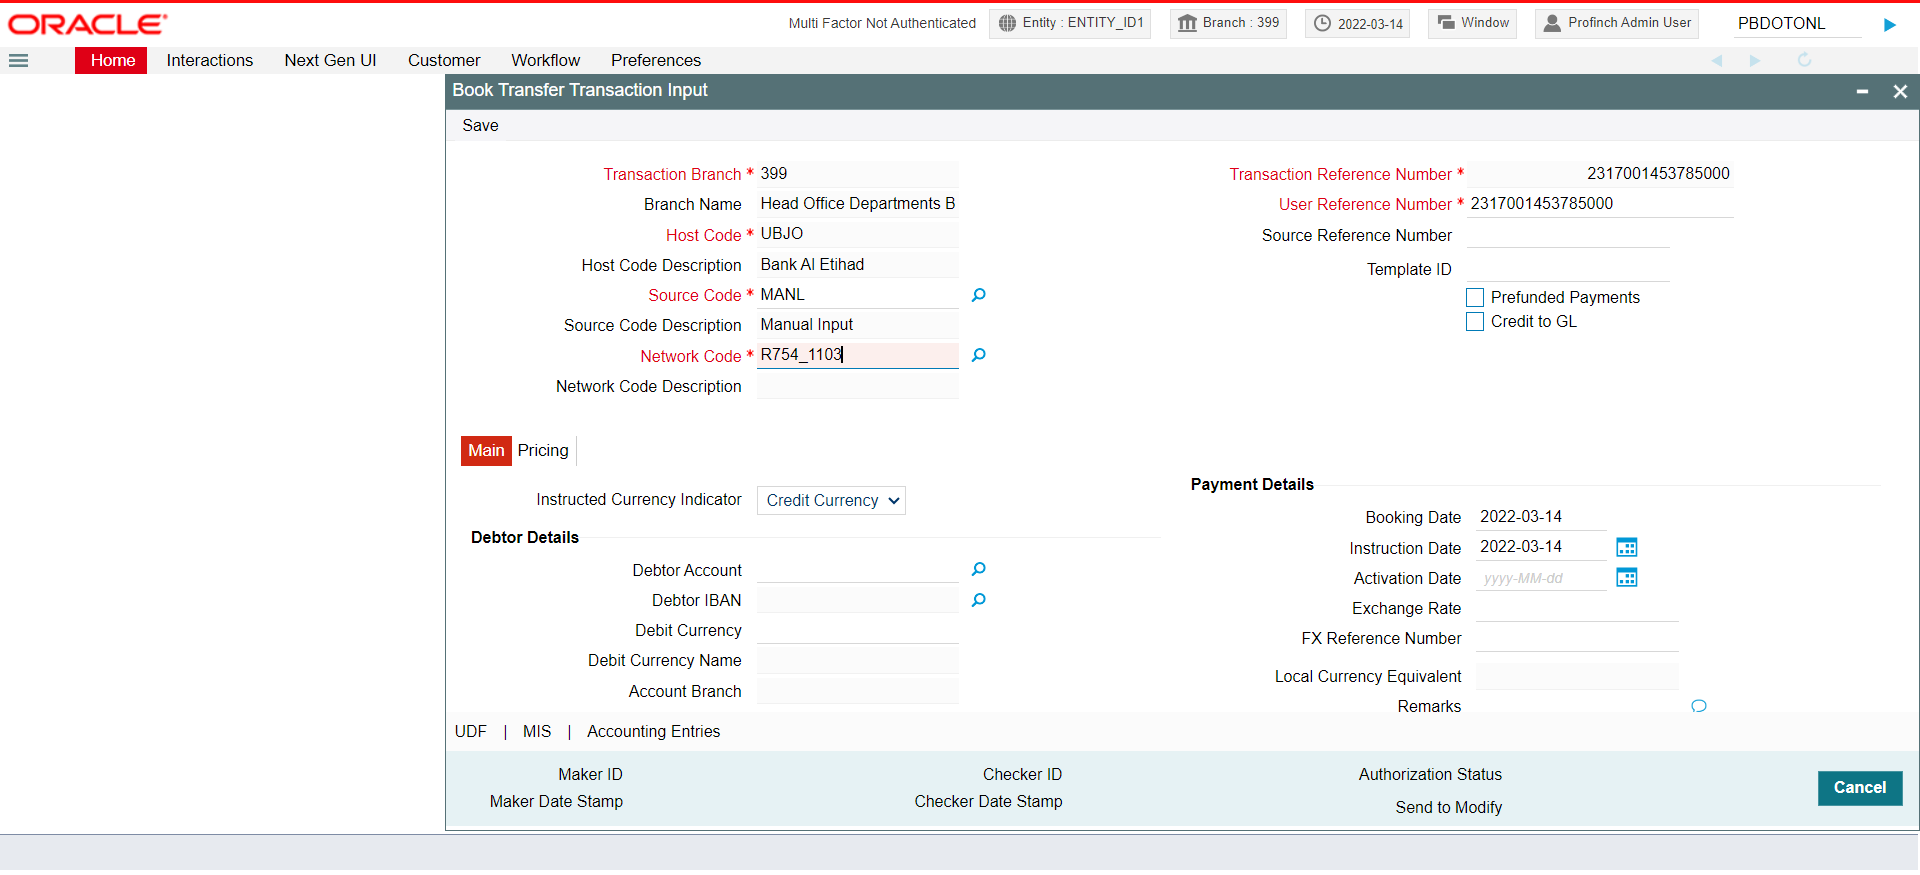 ORACLE
Multi Factor Not Authenticated
Entity : ENTITY_ID1
Branch : 399
2022-03-14
Window
Profinch Admin User
PBDOTONL
Home
Interactions
Next Gen UI
Customer
Workflow
Preferences
Book Transfer Transaction Input
Save
Transaction Branch * 399
Branch Name Head Office Departments B
Host Code * UBJO
Host Code Description Bank Al Etihad
Source Code * MANL
Source Code Description Manual Input
Network Code * R754_1103
Network Code Description
Transaction Reference Number * 2317001453785000
User Reference Number * 2317001453785000
Source Reference Number
Template ID
Prefunded Payments
Credit to GL
Main
Pricing
Instructed Currency Indicator Credit Currency
Debtor Details
Debtor Account
Debtor IBAN
Debit Currency
Debit Currency Name
Account Branch
Payment Details
Booking Date 2022-03-14
Instruction Date 2022-03-14
Activation Date yyyy-MM-dd
Exchange Rate
FX Reference Number
Local Currency Equivalent
Remarks
UDF | MIS | Accounting Entries
Maker ID
Maker Date Stamp
Checker ID
Checker Date Stamp
Authorization Status
Send to Modify
Cancel